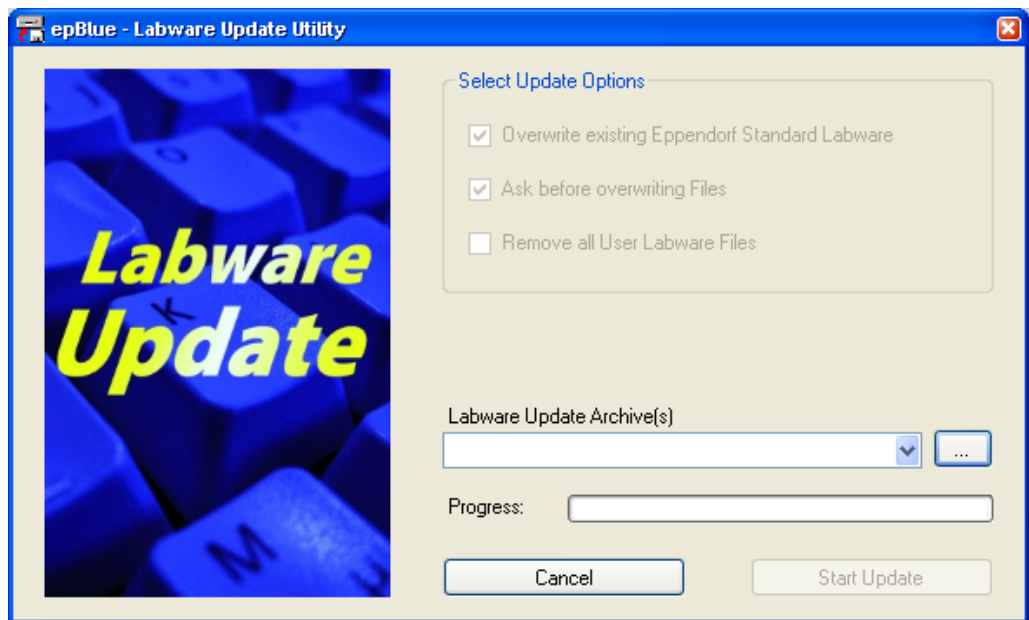 epBlue - Labware Update Utility
Labware
Update
K
M
Select Update Options
Overwrite existing Eppendorf Standard Labware
Ask before overwriting Files
Remove all User Labware Files
Labware Update Archive(s)
...
Progress:
Cancel
Start Update